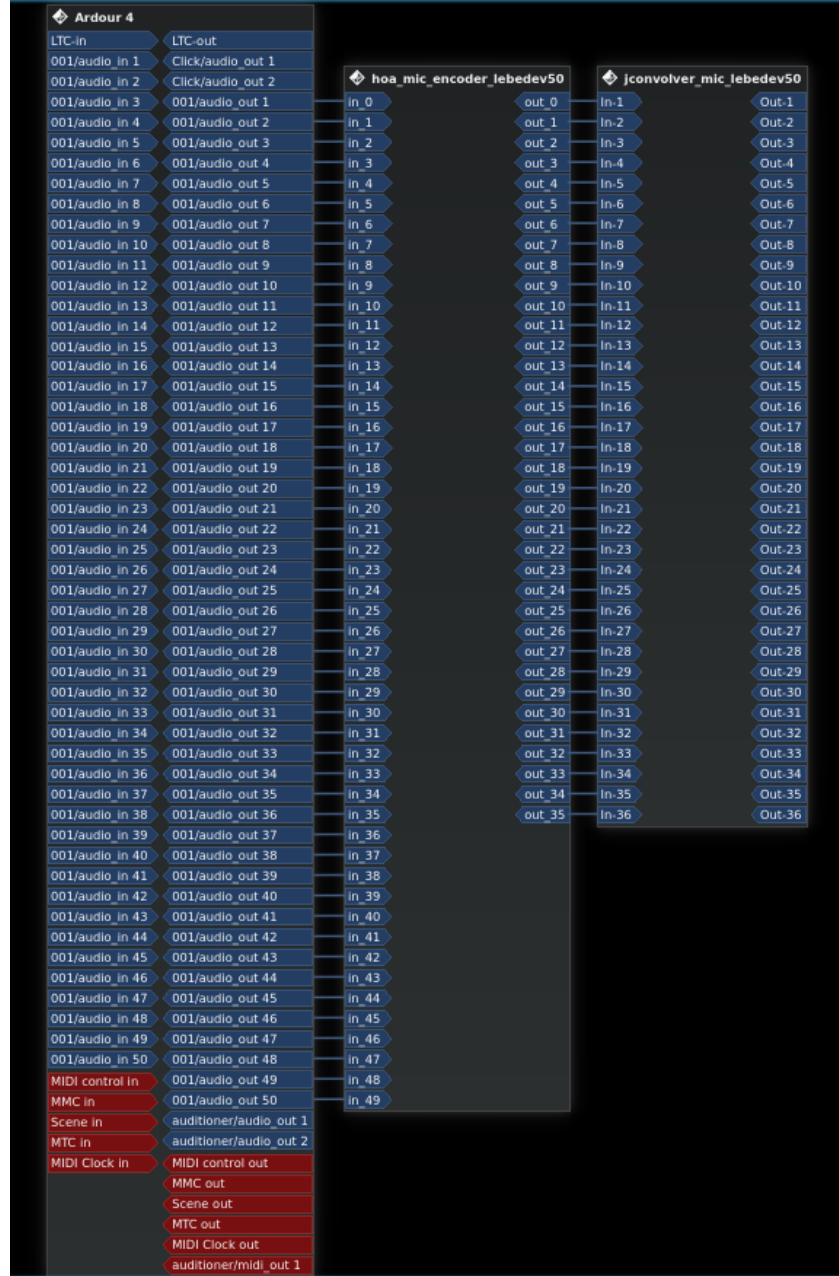 Ardour 4
LTC-in
001/audio_in 1
001/audio_in 2
001/audio_in 3
001/audio_in 4
001/audio_in 5
001/audio_in 6
001/audio_in 7
001/audio_in 8
001/audio_in 9
001/audio_in 10
001/audio_in 11
001/audio_in 12
001/audio_in 13
001/audio_in 14
001/audio_in 15
001/audio_in 16
001/audio_in 17
001/audio_in 18
001/audio_in 19
001/audio_in 20
001/audio_in 21
001/audio_in 22
001/audio_in 23
001/audio_in 24
001/audio_in 25
001/audio_in 26
001/audio_in 27
001/audio_in 28
001/audio_in 29
001/audio_in 30
001/audio_in 31
001/audio_in 32
001/audio_in 33
001/audio_in 34
001/audio_in 35
001/audio_in 36
001/audio_in 37
001/audio_in 38
001/audio_in 39
001/audio_in 40
001/audio_in 41
001/audio_in 42
001/audio_in 43
001/audio_in 44
001/audio_in 45
001/audio_in 46
001/audio_in 47
001/audio_in 48
001/audio_in 49
001/audio_in 50
MIDI control in
MMC in
Scene in
MTC in
MIDI Clock in
LTC-out
Click/audio_out 1
Click/audio_out 2
001/audio_out 1
001/audio_out 2
001/audio_out 3
001/audio_out 4
001/audio_out 5
001/audio_out 6
001/audio_out 7
001/audio_out 8
001/audio_out 9
001/audio_out 10
001/audio_out 11
001/audio_out 12
001/audio_out 13
001/audio_out 14
001/audio_out 15
001/audio_out 16
001/audio_out 17
001/audio_out 18
001/audio_out 19
001/audio_out 20
001/audio_out 21
001/audio_out 22
001/audio_out 23
001/audio_out 24
001/audio_out 25
001/audio_out 26
001/audio_out 27
001/audio_out 28
001/audio_out 29
001/audio_out 30
001/audio_out 31
001/audio_out 32
001/audio_out 33
001/audio_out 34
001/audio_out 35
001/audio_out 36
001/audio_out 37
001/audio_out 38
001/audio_out 39
001/audio_out 40
001/audio_out 41
001/audio_out 42
001/audio_out 43
001/audio_out 44
001/audio_out 45
001/audio_out 46
001/audio_out 47
001/audio_out 48
001/audio_out 49
001/audio_out 50
auditioner/audio_out 1
auditioner/audio_out 2
MIDI control out
MMC out
Scene out
MTC out
MIDI Clock out
auditioner/midi_out 1
hoa_mic_encoder_lebedev50
in_0
in_1
in_2
in_3
in_4
in_5
in_6
in_7
in_8
in_9
in_10
in_11
in_12
in_13
in_14
in_15
in_16
in_17
in_18
in_19
in_20
in_21
in_22
in_23
in_24
in_25
in_26
in_27
in_28
in_29
in_30
in_31
in_32
in_33
in_34
in_35
in_36
in_37
in_38
in_39
in_40
in_41
in_42
in_43
in_44
in_45
in_46
in_47
in_48
in_49
out_0
out_1
out_2
out_3
out_4
out_5
out_6
out_7
out_8
out_9
out_10
out_11
out_12
out_13
out_14
out_15
out_16
out_17
out_18
out_19
out_20
out_21
out_22
out_23
out_24
out_25
out_26
out_27
out_28
out_29
out_30
out_31
out_32
out_33
out_34
out_35
jconvolver_mic_lebedev50
In-1
In-2
In-3
In-4
In-5
In-6
In-7
In-8
In-9
In-10
In-11
In-12
In-13
In-14
In-15
In-16
In-17
In-18
In-19
In-20
In-21
In-22
In-23
In-24
In-25
In-26
In-27
In-28
In-29
In-30
In-31
In-32
In-33
In-34
In-35
In-36
Out-1
Out-2
Out-3
Out-4
Out-5
Out-6
Out-7
Out-8
Out-9
Out-10
Out-11
Out-12
Out-13
Out-14
Out-15
Out-16
Out-17
Out-18
Out-19
Out-20
Out-21
Out-22
Out-23
Out-24
Out-25
Out-26
Out-27
Out-28
Out-29
Out-30
Out-31
Out-32
Out-33
Out-34
Out-35
Out-36